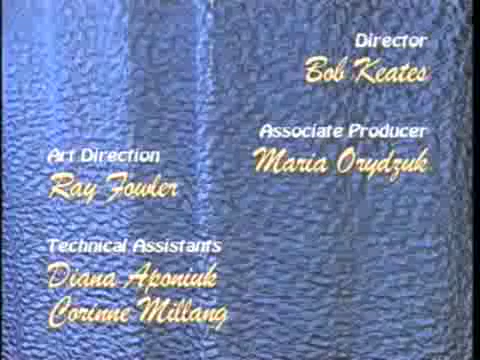 Director
Bob Keates
Associate Producer
Maria Orydzuk
Art Direction
Ray Fowler
Technical Assistants
Diana Aponiuk
Corinne Millang